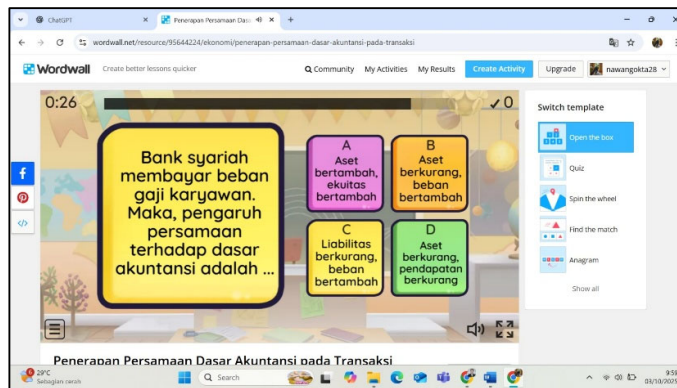 ChatGPT
Penerapan Persamaan Dasa
wordwall.net/resource/95644224/ekonomi/penerapan-persamaan-dasar-akuntansi-pada-transaksi
Wordwall
Create better lessons quicker
Community
My Activities
My Results
Create Activity
Upgrade
nawangokta28
0:26
✓ 0
Bank syariah
membayar beban
gaji karyawan.
Maka, pengaruh
persamaan
terhadap dasar
akuntansi adalah ...
A
Aset
bertambah,
ekuitas
bertambah
B
Aset
berkurang,
beban
bertambah
C
Liabilitas
berkurang,
beban
bertambah
D
Aset
berkurang,
pendapatan
berkurang
Switch template
Open the box
Quiz
Spin the wheel
Find the match
Anagram
Show all
Penerapan Persamaan Dasar Akuntansi pada Transaksi
29°C
Sebagian cerah
Search
9:59
03/10/2025